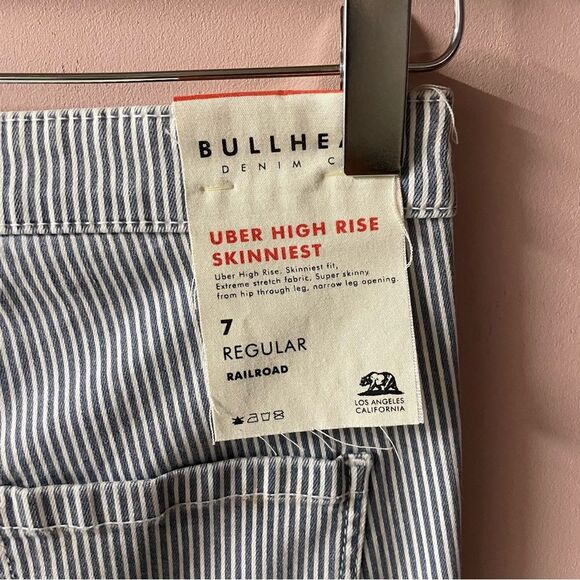 BULLHEA
DENIM C
UBER HIGH RISE
SKINNIEST
Uber High Rise, Skinniest fit,
Extreme stretch fabric, Super skinny
from hip through leg, narrow leg opening.
7
REGULAR
RAILROAD
LOS ANGELES
CALIFORNIA